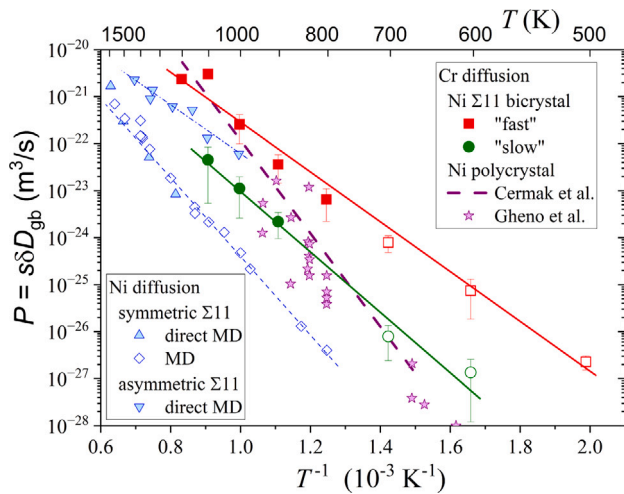 T (K)
1500 1000 900 800 700 600 500
10⁻²⁰
10⁻²¹
10⁻²²
10⁻²³
10⁻²⁴
10⁻²⁵
10⁻²⁶
10⁻²⁷
10⁻²⁸
P = sδD_gb (m³/s)
Cr diffusion
Ni Σ11 bicrystal
"fast"
"slow"
Ni polycrystal
Cermak et al.
Gheno et al.
Ni diffusion
symmetric Σ11
direct MD
MD
asymmetric Σ11
direct MD
0.6 0.8 1.0 1.2 1.4 1.6 1.8 2.0
T⁻¹ (10⁻³ K⁻¹)